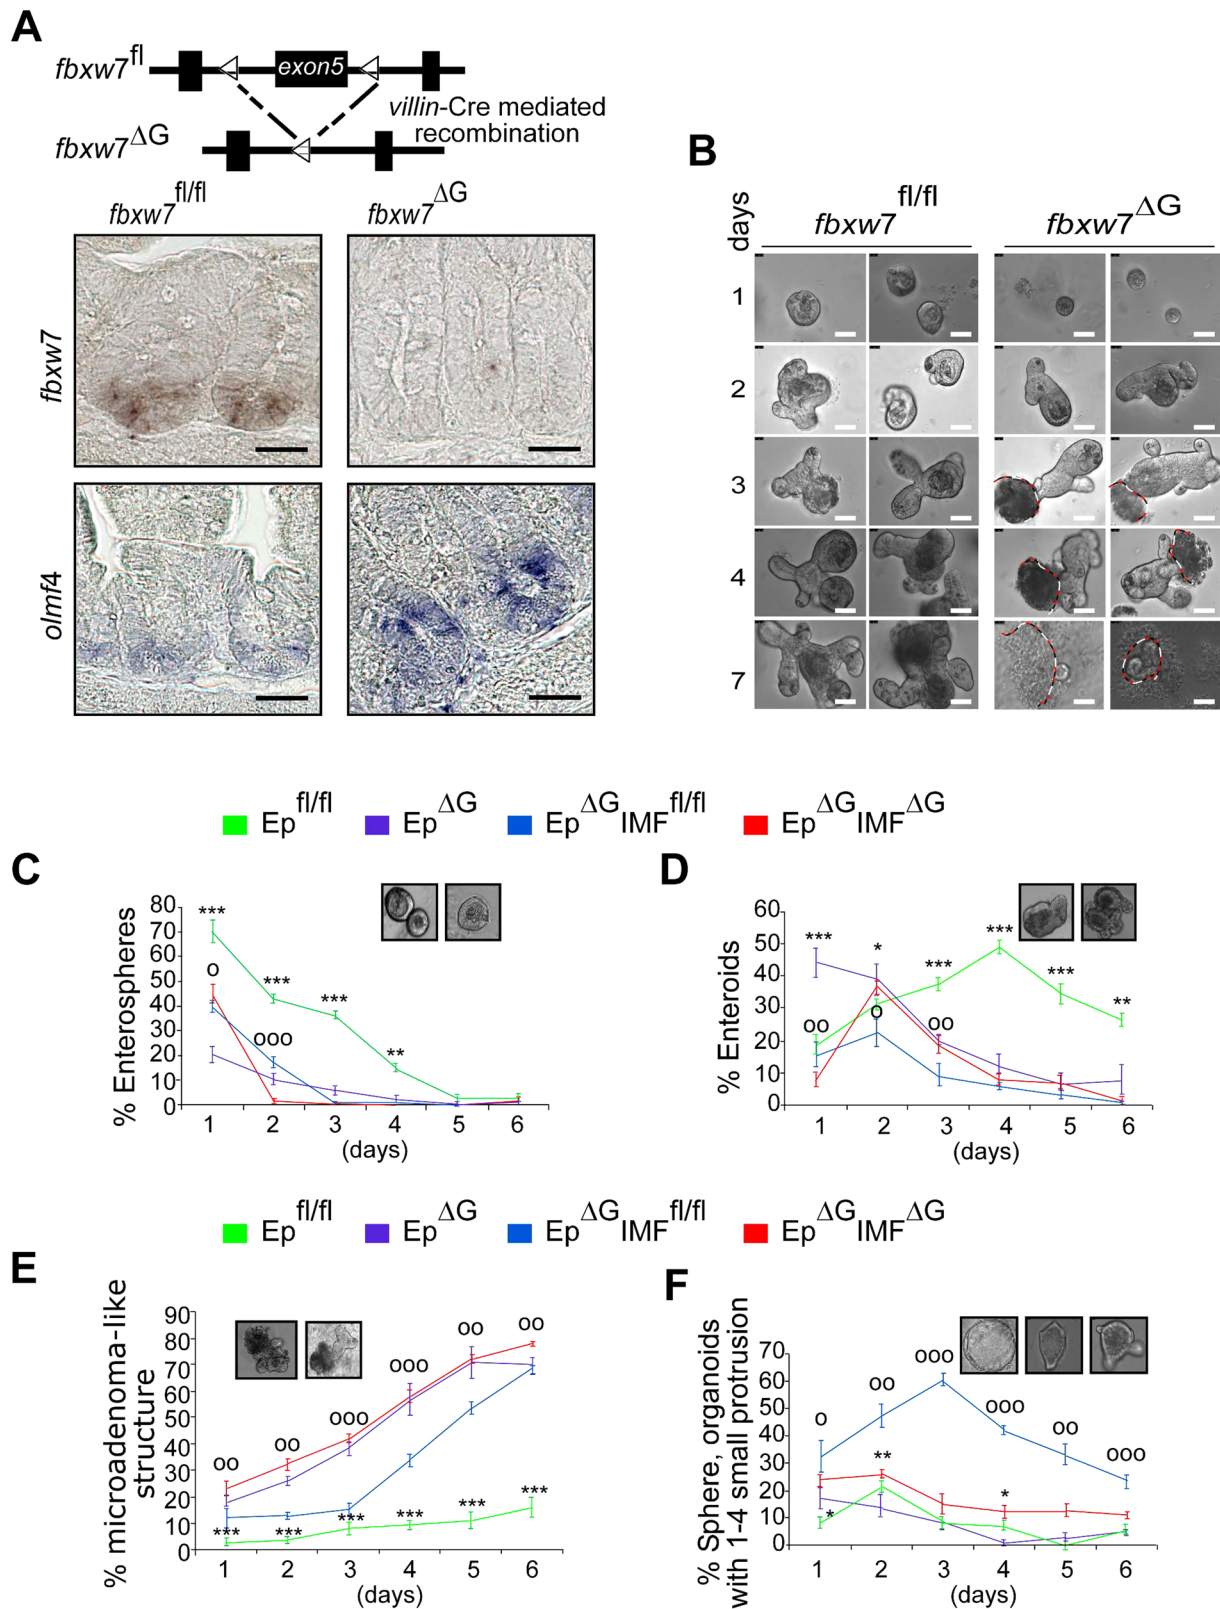 A
fbxw7fl
exon5
villin-Cre mediated
recombination
fbxw7ΔG
fbxw7fl/fl
fbxw7ΔG
fbxw7
olmf4
B
days
fbxw7fl/fl
fbxw7ΔG
1
2
3
4
7
Epfl/fl
EpΔG
EpΔGIMFfl/fl
EpΔGIMFΔG
C
% Enterospheres
80
70
60
50
40
30
20
10
0
***
o
***
ooo
***
**
1 2 3 4 5 6
(days)
D
% Enteroids
60
50
40
30
20
10
0
***
oo
*
o
***
oo
***
***
**
1 2 3 4 5 6
(days)
Epfl/fl
EpΔG
EpΔGIMFfl/fl
EpΔGIMFΔG
E
% microadenoma-like
structure
90
80
70
60
50
40
30
20
10
0
oo
oo
ooo
ooo
oo
oo
***
***
***
***
***
***
1 2 3 4 5 6
(days)
F
% Sphere, organoids
with 1-4 small protrusion
70
60
50
40
30
20
10
0
o
oo
ooo
ooo
oo
ooo
*
**
*
1 2 3 4 5 6
(days)